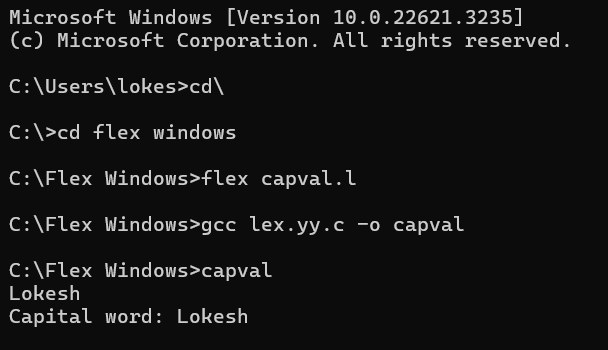 Microsoft Windows [Version 10.0.22621.3235]
(c) Microsoft Corporation. All rights reserved.
C:\Users\lokes>cd\
C:\>cd flex windows
C:\Flex Windows>flex capval.l
C:\Flex Windows>gcc lex.yy.c -o capval
C:\Flex Windows>capval
Lokesh
Capital word: Lokesh